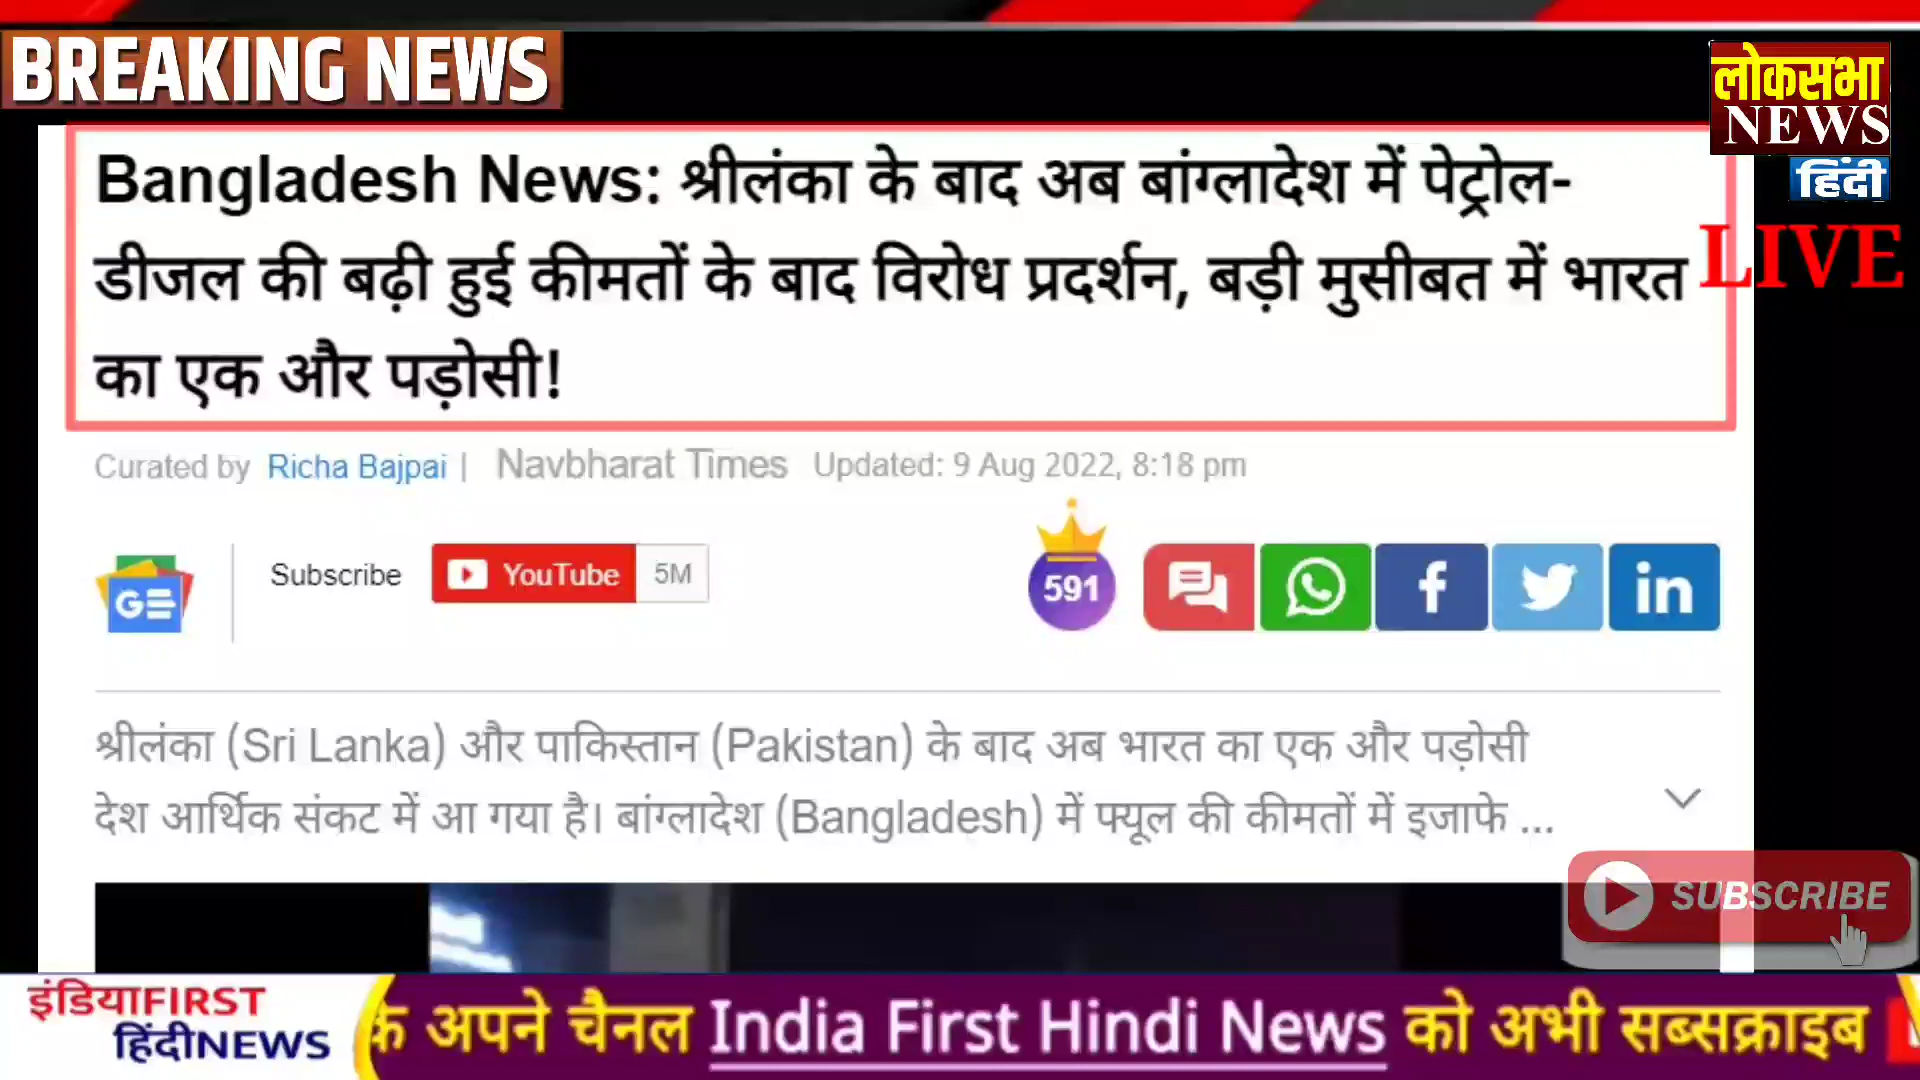 BREAKING NEWS
लोकसभा
NEWS
हिंदी
LIVE
Bangladesh News: श्रीलंका के बाद अब बांग्लादेश में पेट्रोल-
डीजल की बढ़ी हुई कीमतों के बाद विरोध प्रदर्शन, बड़ी मुसीबत में भारत
का एक और पड़ोसी!
Curated by Richa Bajpai | Navbharat Times Updated: 9 Aug 2022, 8:18 pm
GE
Subscribe YouTube 5M
591
f in
श्रीलंका (Sri Lanka) और पाकिस्तान (Pakistan) के बाद अब भारत का एक और पड़ोसी
देश आर्थिक संकट में आ गया है। बांग्लादेश (Bangladesh) में फ्यूल की कीमतों में इजाफे ...
SUBSCRIBE
इंडियाFIRST
हिंदीNEWS
अपने चैनल India First Hindi News को अभी सब्सक्राइब